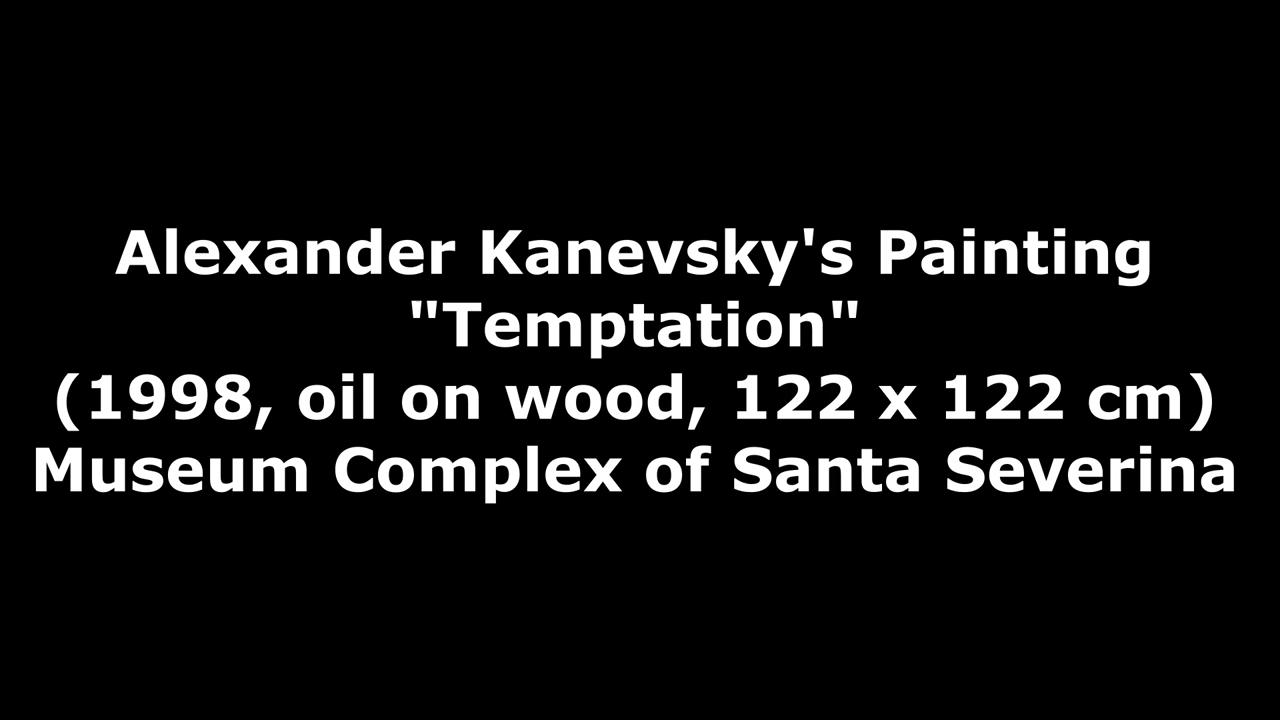 Alexander Kanevsky's Painting
"Temptation"
(1998, oil on wood, 122 x 122 cm)
Museum Complex of Santa Severina